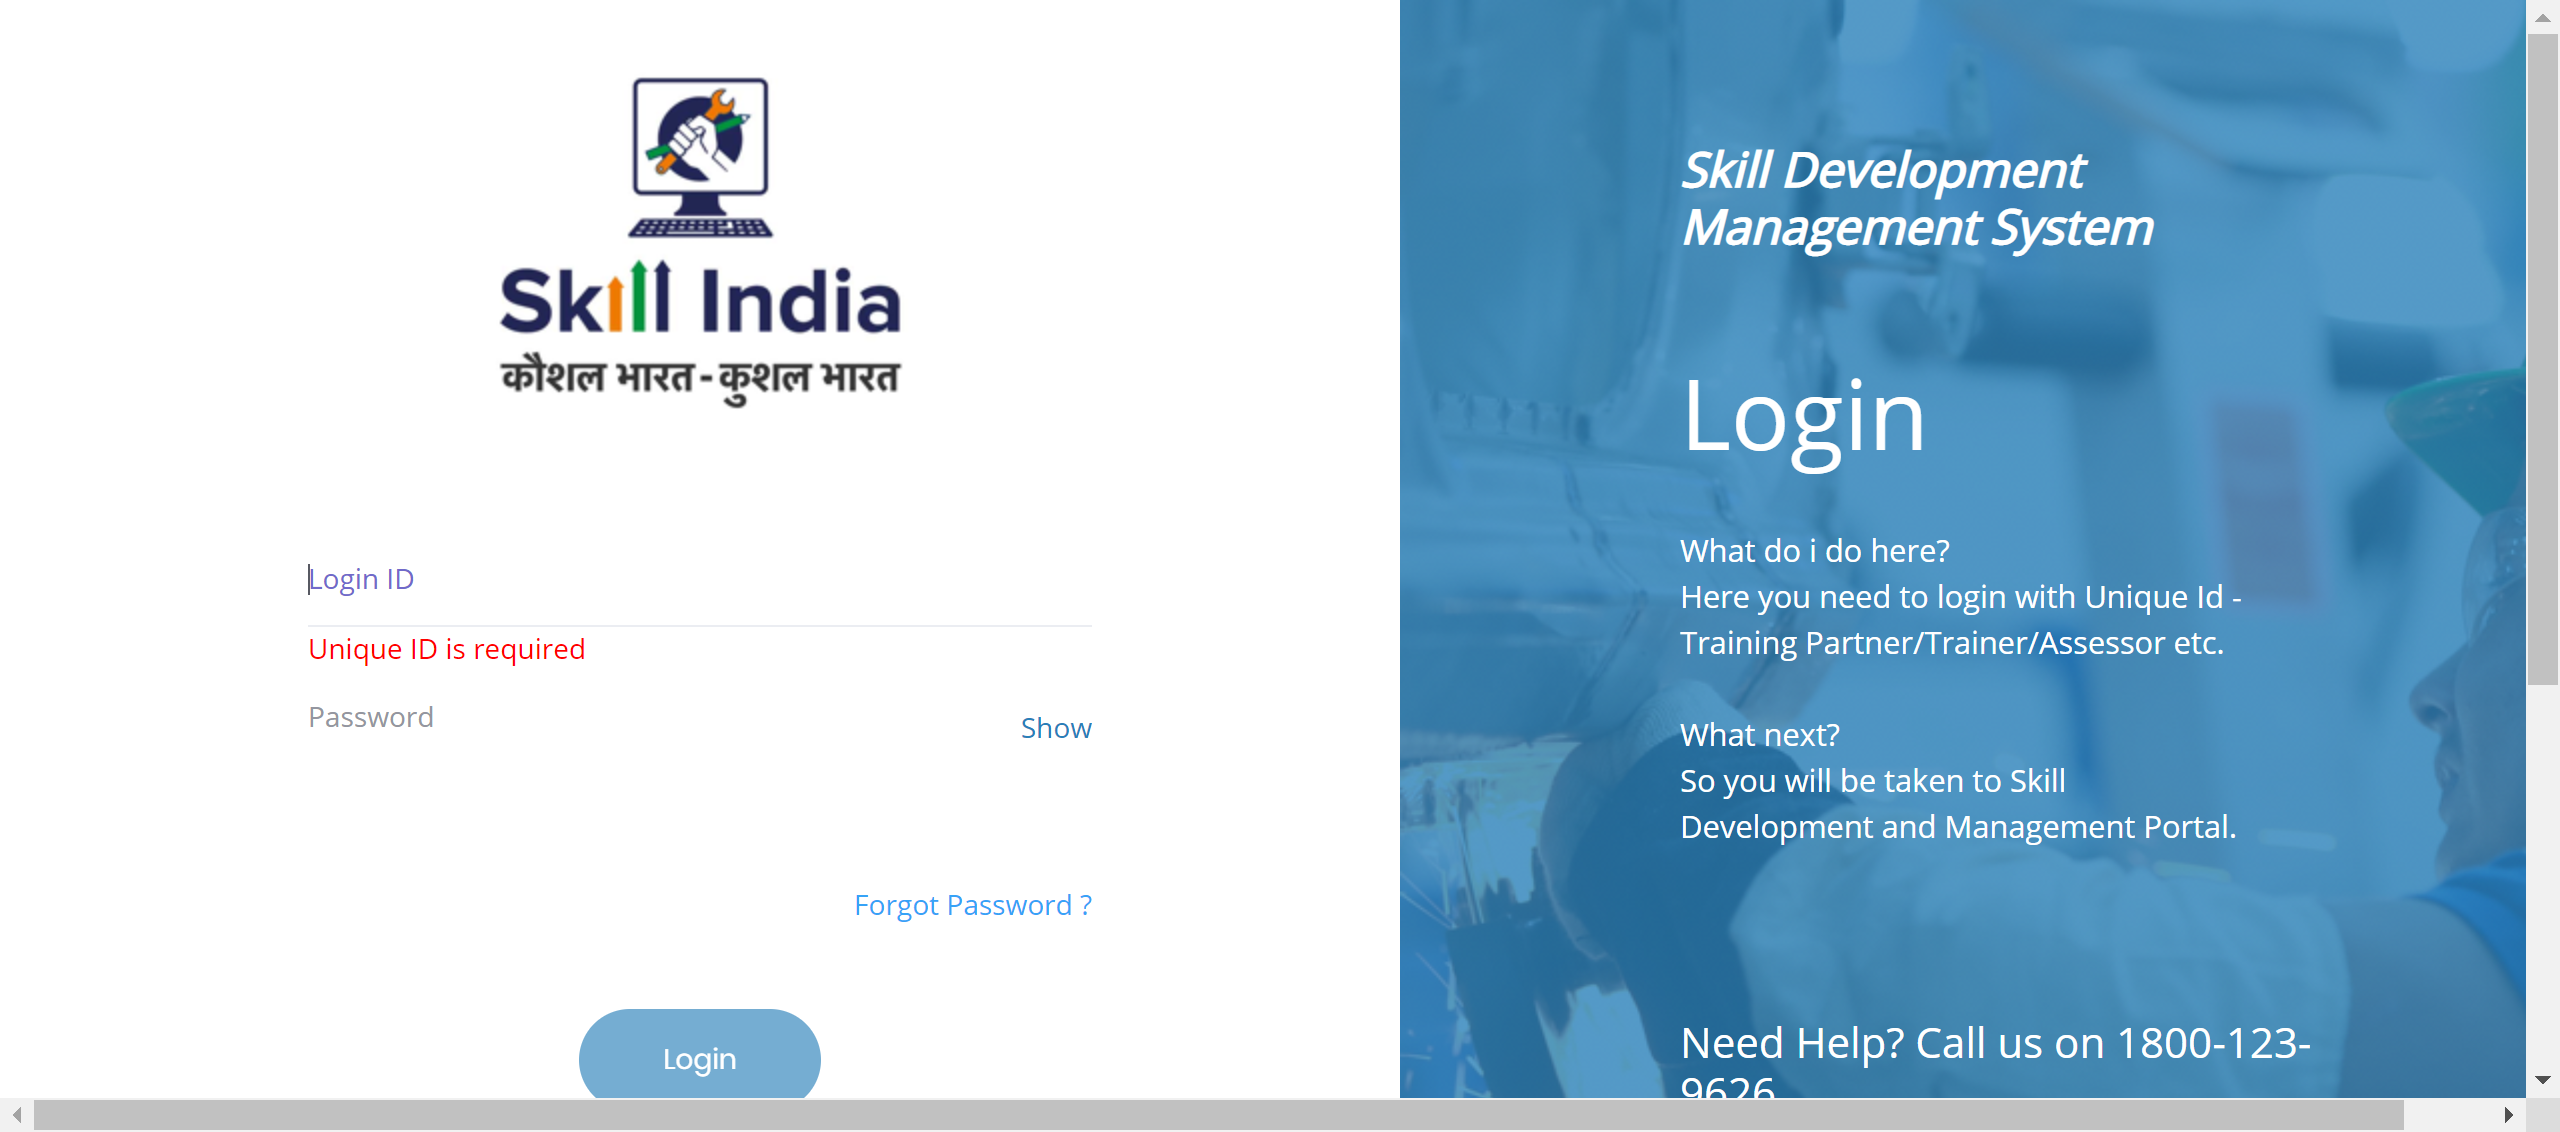 Skill India
कौशल भारत - कुशल भारत
Login ID
Unique ID is required
Password
Show
Forgot Password ?
Login
Skill Development
Management System
Login
What do i do here?
Here you need to login with Unique Id -
Training Partner/Trainer/Assessor etc.
What next?
So you will be taken to Skill
Development and Management Portal.
Need Help? Call us on 1800-123-
9626